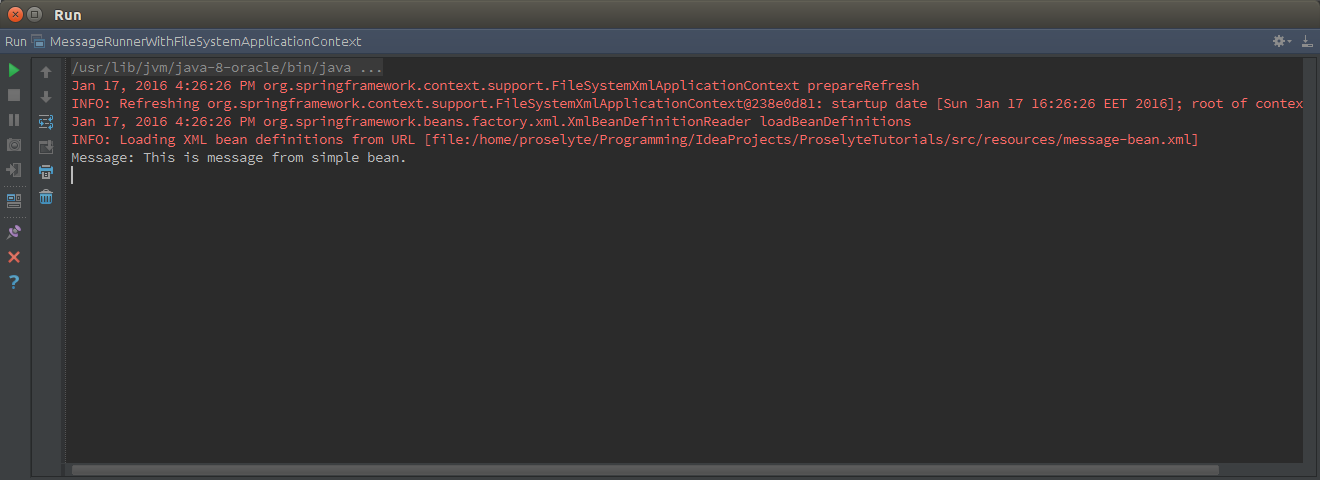 Run
Run MessageRunnerWithFileSystemApplicationContext
/usr/lib/jvm/java-8-oracle/bin/java ...
Jan 17, 2016 4:26:26 PM org.springframework.context.support.FileSystemXmlApplicationContext prepareRefresh
INFO: Refreshing org.springframework.context.support.FileSystemXmlApplicationContext@238e0d81: startup date [Sun Jan 17 16:26:26 EET 2016]; root of contex
Jan 17, 2016 4:26:26 PM org.springframework.beans.factory.xml.XmlBeanDefinitionReader loadBeanDefinitions
INFO: Loading XML bean definitions from URL [file:/home/proselyte/Programming/IdeaProjects/ProselyteTutorials/src/resources/message-bean.xml]
Message: This is message from simple bean.